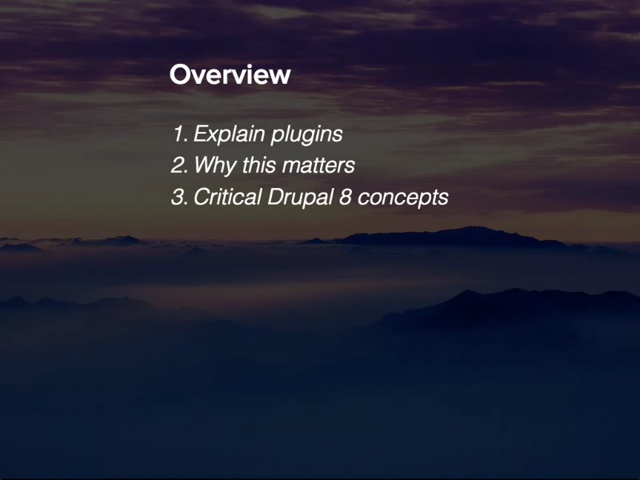 Overview
1. Explain plugins
2. Why this matters
3. Critical Drupal 8 concepts